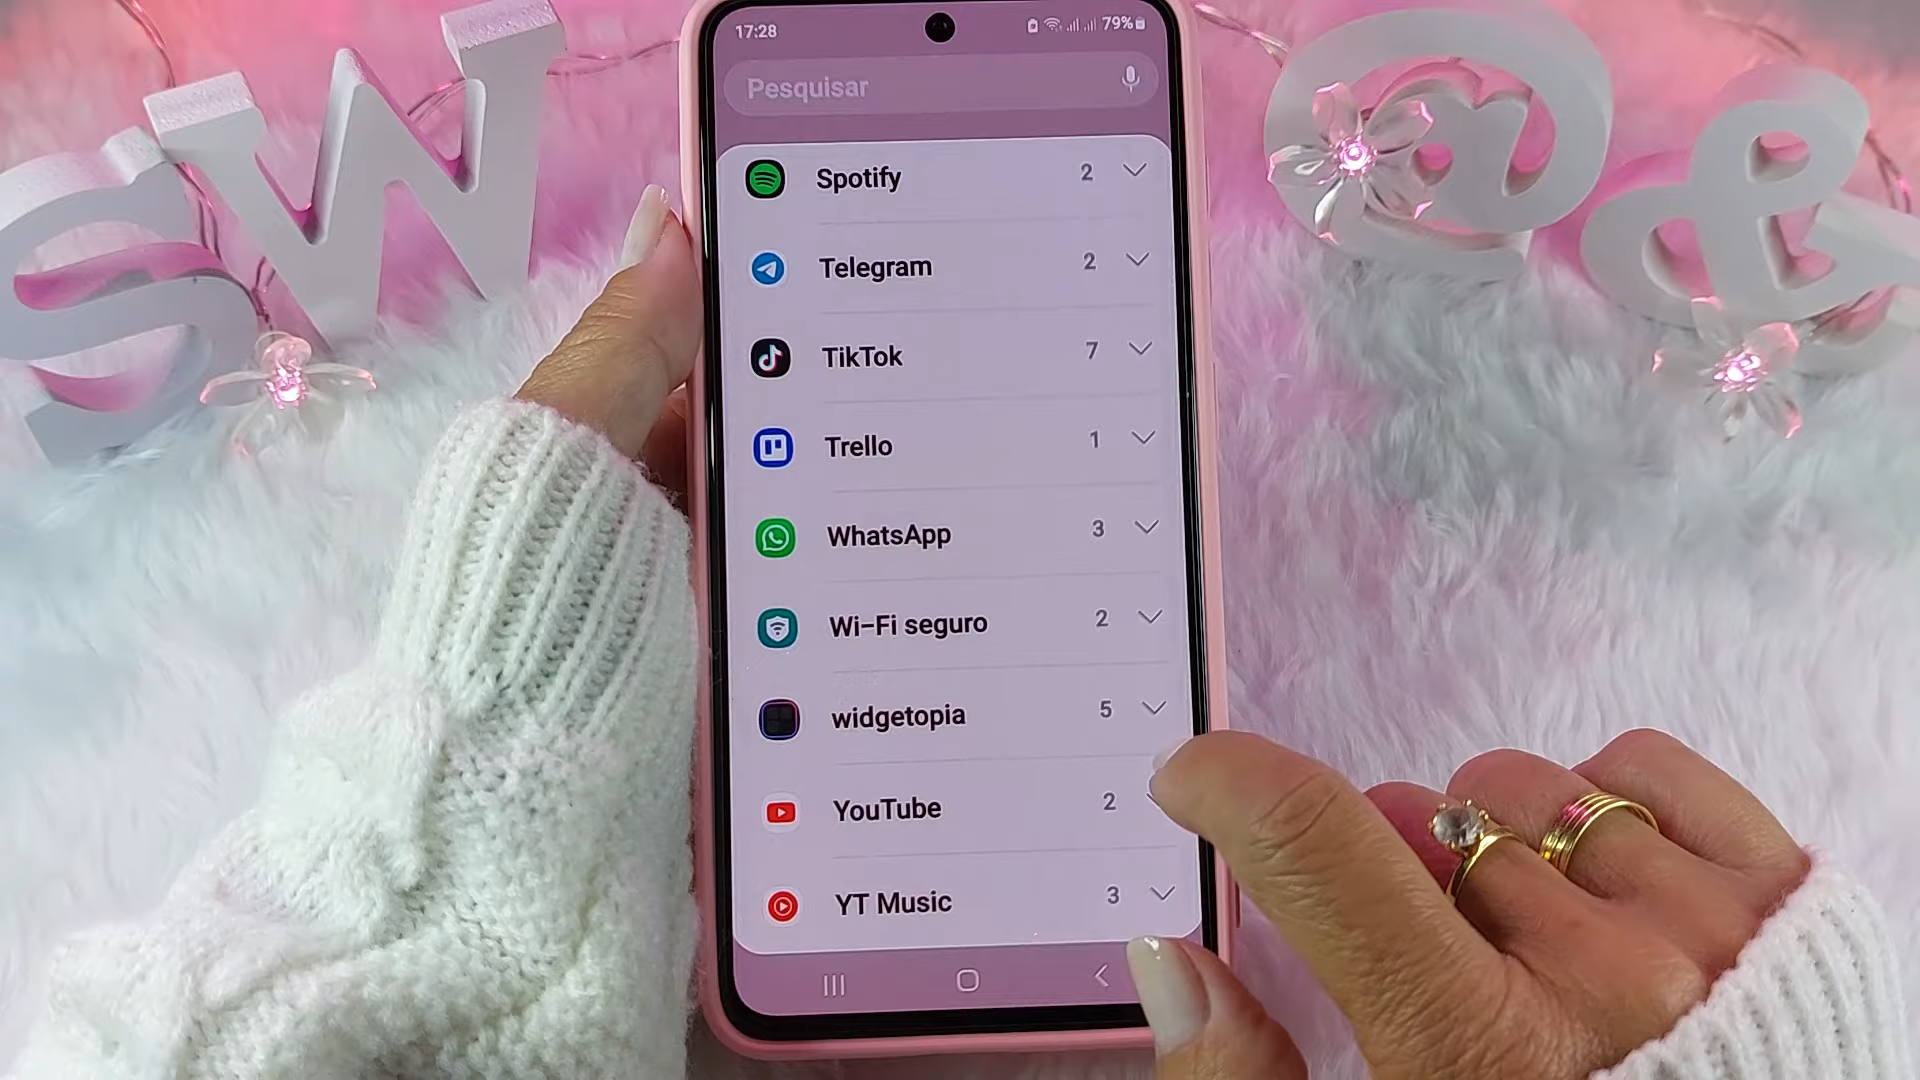 SW
@&
17:28
79%
Pesquisar
Spotify 2
Telegram 2
TikTok 7
Trello 1
WhatsApp 3
Wi-Fi seguro 2
widgetopia 5
YouTube 2
YT Music 3